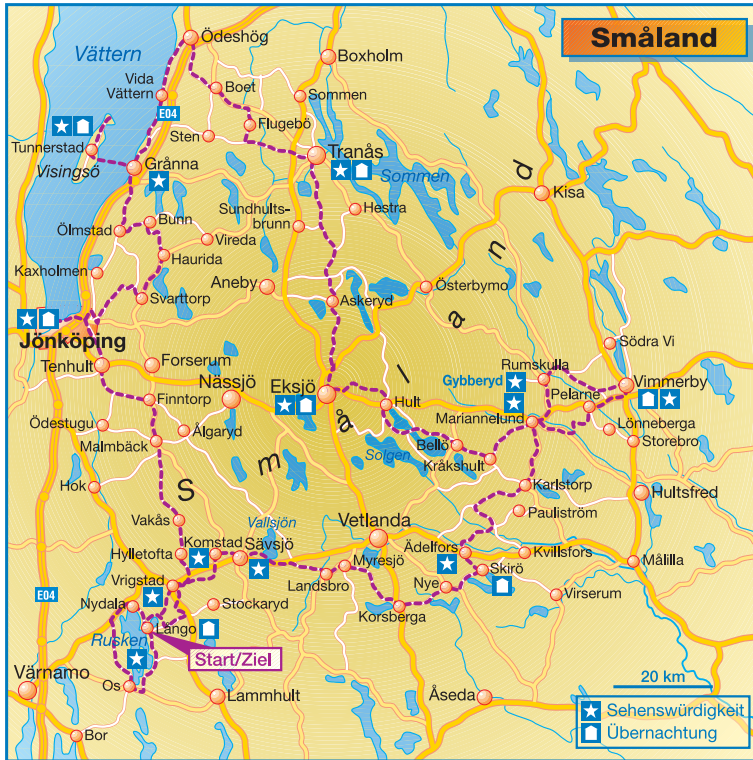 Småland
Ödeshög
Vättern
Boxholm
Vida
Vättern
Boet
Sommen
E04
Flugebö
Sten
Tunnerstad
Tranås
Visingsö
Gränna
Sommen
Kisa
Hestra
Sundhults-
brunn
Bunn
Ölmstad
Vireda
Haurida
Kaxholmen
Aneby
Österbymo
Svarttorp
Askeryd
Jönköping
Södra Vi
Tenhult
Forserum
Rumskulla
Gybberyd
Vimmerby
Nässjö
Eksjö
Pelarne
Finntorp
Hult
Mariannelund
Ödestugu
Älgaryd
Lönneberga
Malmbäck
Bellö
Storebro
Solgen
Kråkshult
Hok
Karlstorp
Hultsfred
Småland
Pauliström
Vakås
Vallsjön
Vetlanda
Hylletofta
Komstad
Sävsjö
Ädelfors
Kvillsfors
Målilla
Myresjö
Vrigstad
Landsbro
Nye
Skirö
E04
Nydala
Stockaryd
Virserum
Korsberga
Långö
Rusken
Start/Ziel
Värnamo
Os
20 km
Lammhult
Åseda
Sehenswürdigkeit
Bor
Übernachtung